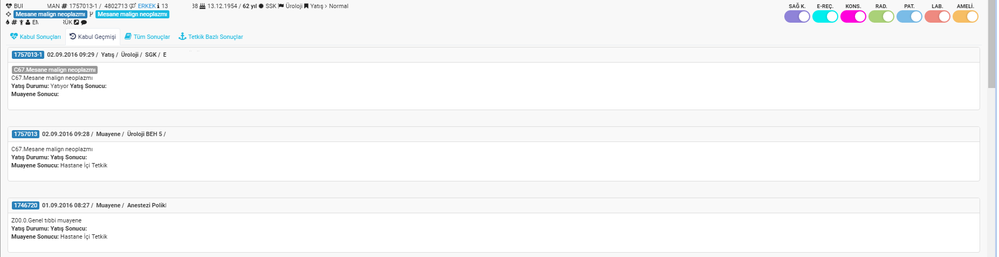 BUI MAN # 1757013-1 / 4802713 ERKEK 13 38 13.12.1954 / 62 yıl SSK Üroloji Yatış > Normal
Mesane malign neoplazmı Mesane malign neoplazmı
# EM RÜK
SAĞ K. E-REÇ. KONS. RAD. PAT. LAB. AMELİ.
Kabul Sonuçları Kabul Geçmişi Tüm Sonuçlar Tetkik Bazlı Sonuçlar
1757013-1 02.09.2016 09:29 / Yatış / Üroloji / SGK / E
C67.Mesane malign neoplazmı
C67.Mesane malign neoplazmı
Yatış Durumu: Yatıyor Yatış Sonucu:
Muayene Sonucu:
1757013 02.09.2016 09:28 / Muayene / Üroloji BEH 5 /
C67.Mesane malign neoplazmı
Yatış Durumu: Yatış Sonucu:
Muayene Sonucu: Hastane İçi Tetkik
1746720 01.09.2016 08:27 / Muayene / Anestezi Polikl
Z00.0.Genel tıbbi muayene
Yatış Durumu: Yatış Sonucu:
Muayene Sonucu: Hastane İçi Tetkik